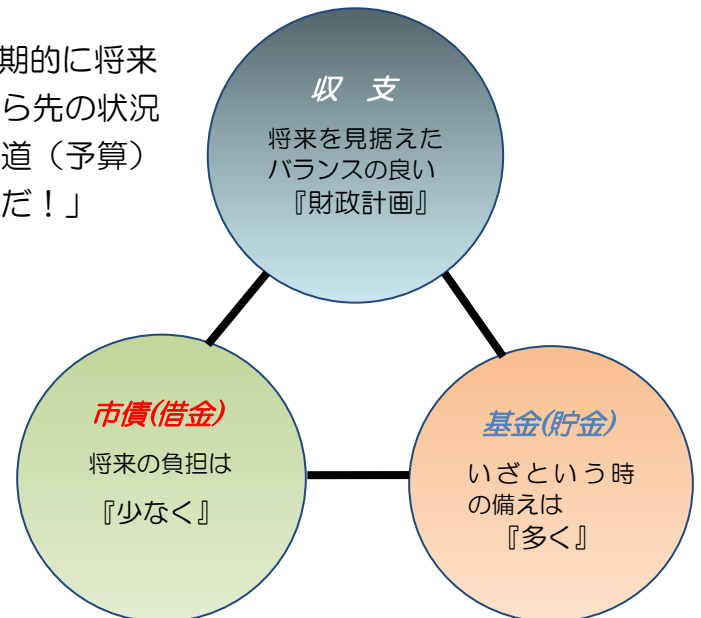 期的に将来
ら先の状況
道（予算）
だ！」
収　支
将来を見据えた
バランスの良い
『財政計画』
市債(借金)
将来の負担は
『少なく』
基金(貯金)
いざという時
の備えは
『多く』